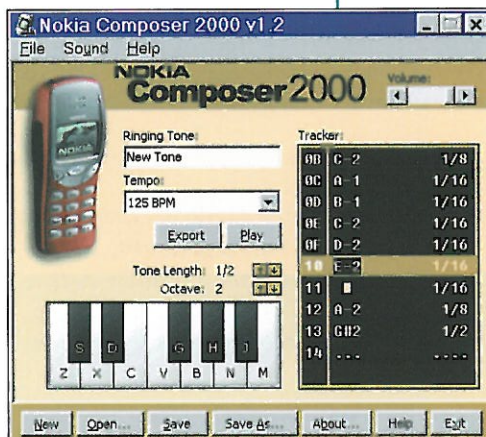 Nokia Composer 2000 v1.2
File Sound Help
NOKIA
Composer 2000
Volume:
NOKIA
Ringing Tone:
New Tone
Tempo:
125 BPM
Export Play
Tone Length: 1/2
Octave: 2
S D G H J
Z X C V B N M
Tracker:
0B C-2 1/8
0C A-1 1/16
0D B-1 1/16
0E C-2 1/16
0F D-2 1/16
10 E-2 1/16
11 1/16
12 A-2 1/8
13 G#2 1/2
14 ... ....
New Open... Save Save As... About... Help Exit